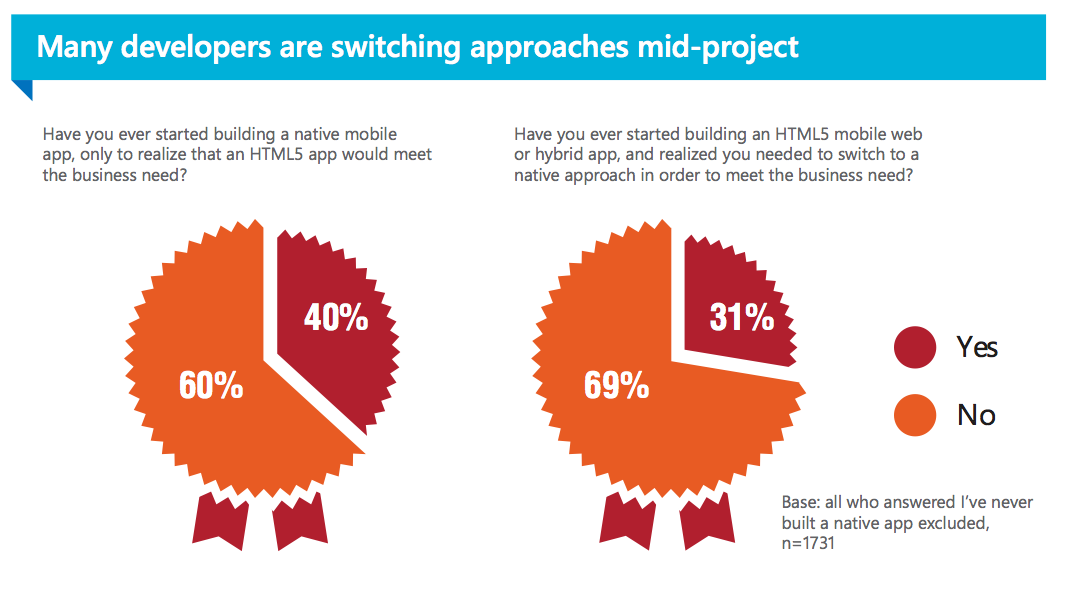 Many developers are switching approaches mid-project
Have you ever started building a native mobile
app, only to realize that an HTML5 app would meet
the business need?
Have you ever started building an HTML5 mobile web
or hybrid app, and realized you needed to switch to a
native approach in order to meet the business need?
40%
60%
31%
69%
Yes
No
Base: all who answered I've never
built a native app excluded,
n=1731